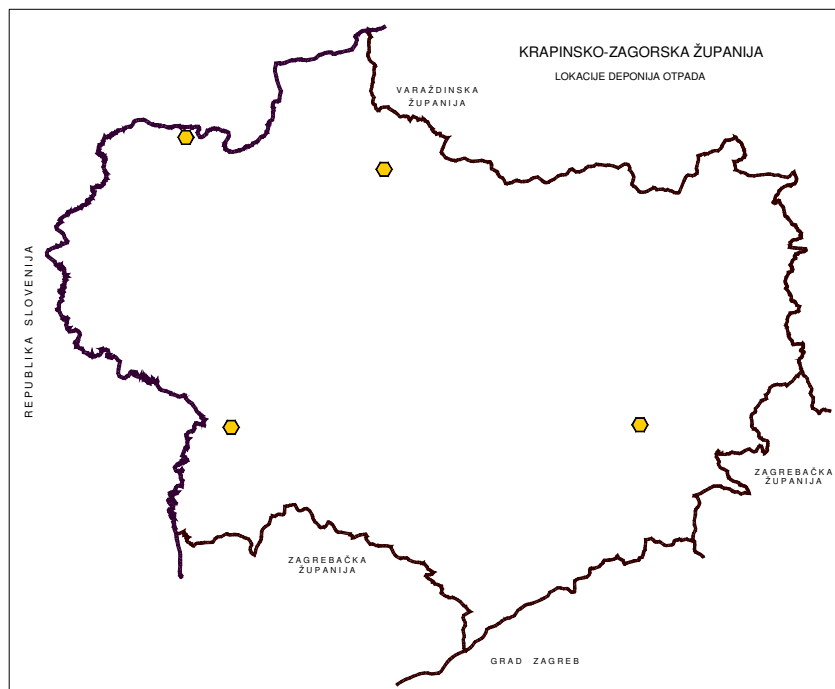 KRAPINSKO-ZAGORSKA ŽUPANIJA
LOKACIJE DEPONIJA OTPADA
VARAŽDINSKA
ŽUPANIJA
REPUBLIKA SLOVENIJA
ZAGREBAČKA
ŽUPANIJA
ZAGREBAČKA
ŽUPANIJA
GRAD ZAGREB